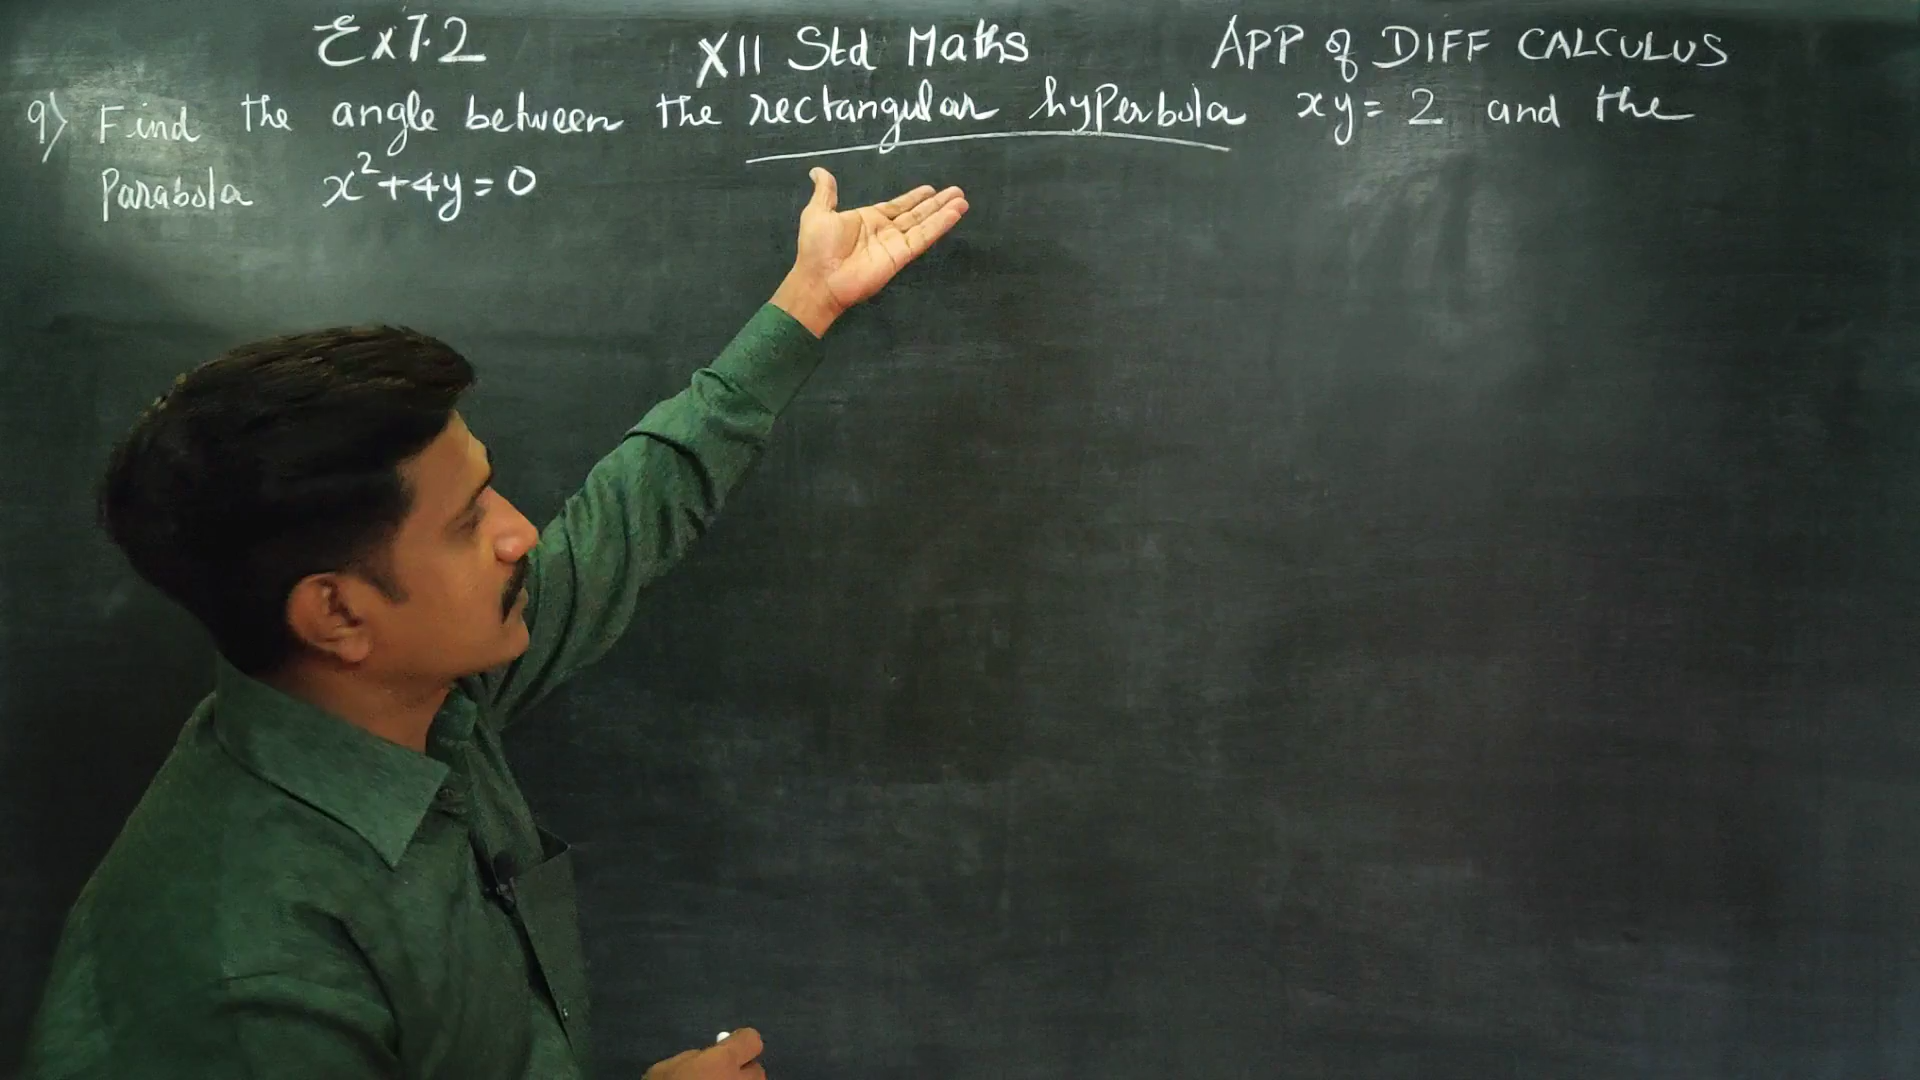 Ex 7.2 XII Std Maths APP of DIFF CALCULUS
9) Find the angle between the rectangular hyperbola xy = 2 and the
Parabola x²+4y=0